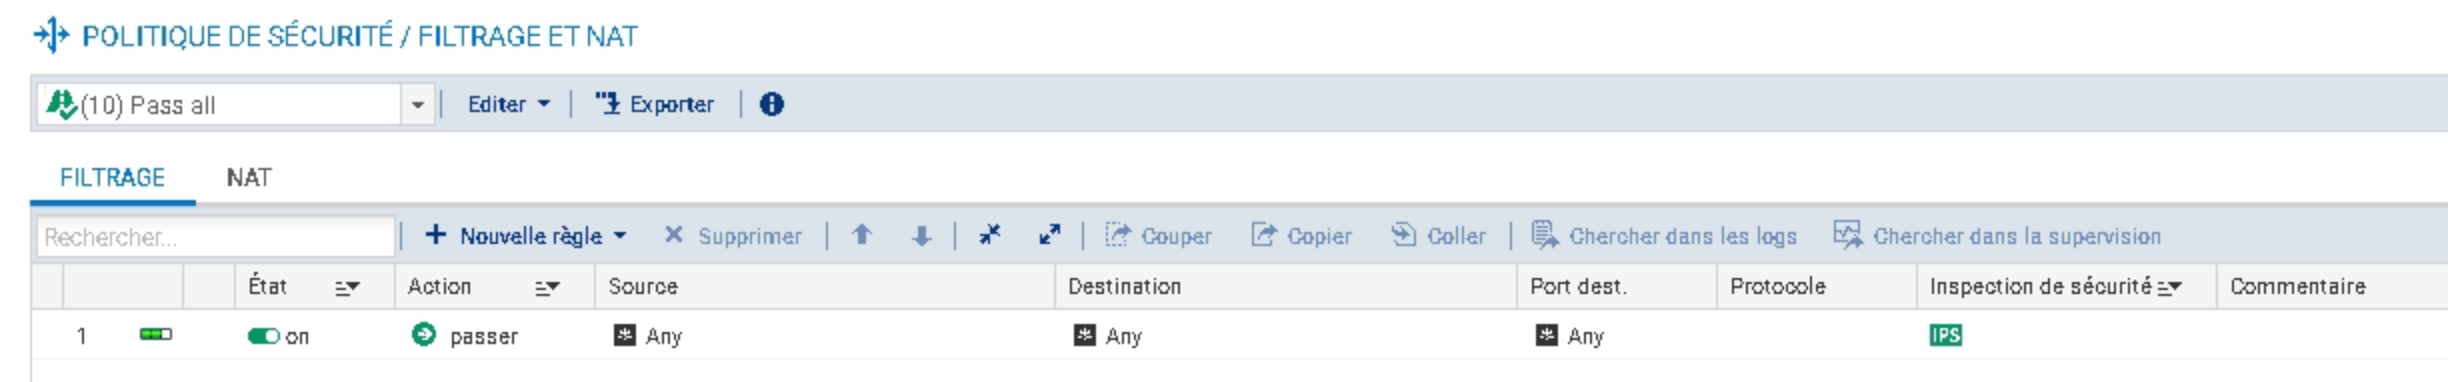 POLITIQUE DE SÉCURITÉ / FILTRAGE ET NAT
(10) Pass all Editer Exporter
FILTRAGE NAT
Rechercher... Nouvelle règle Supprimer Couper Copier Coller Chercher dans les logs Chercher dans la supervision
État Action Source Destination Port dest. Protocole Inspection de sécurité Commentaire
1 on passer Any Any Any IPS